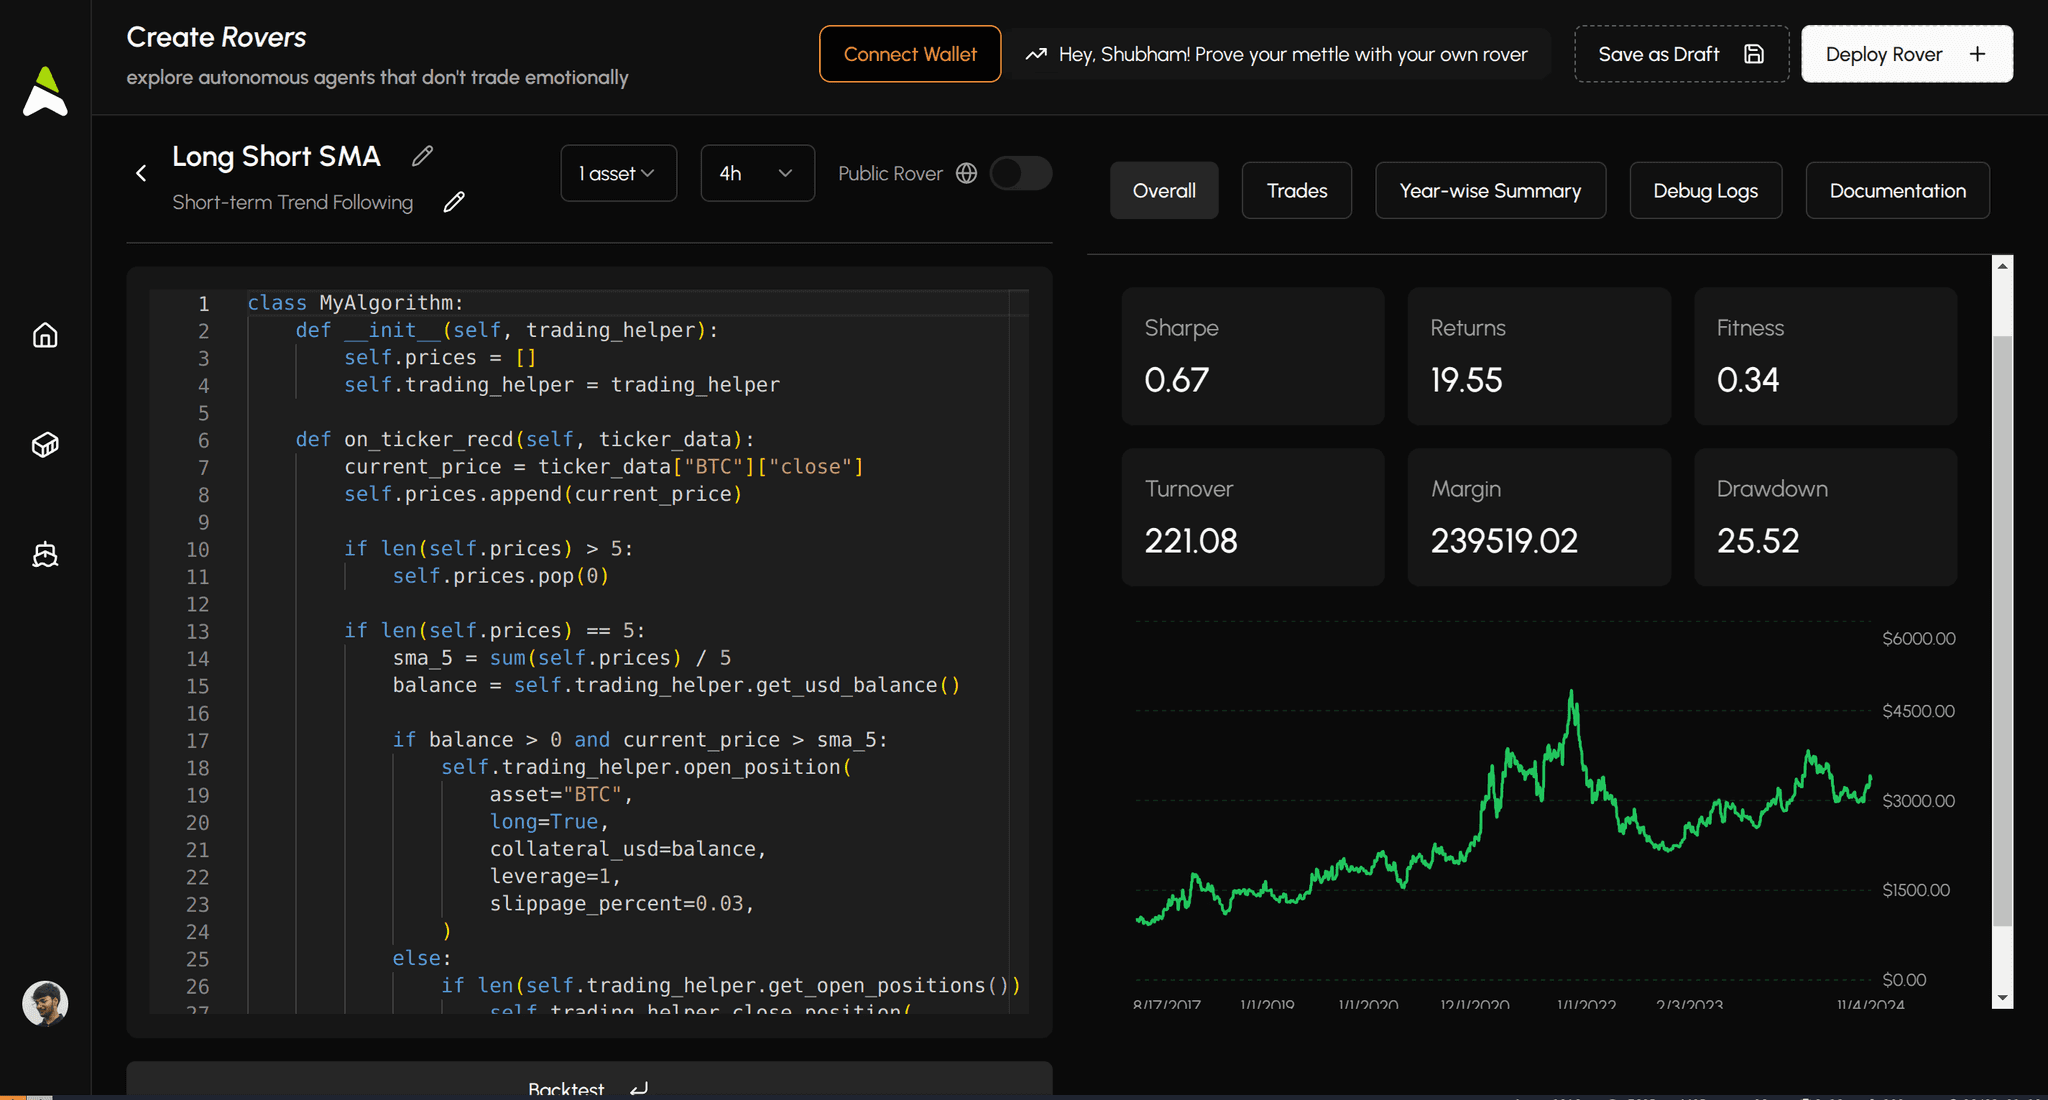 Create Rovers
explore autonomous agents that don't trade emotionally
Connect Wallet
Hey, Shubham! Prove your mettle with your own rover
Save as Draft
Deploy Rover +
Long Short SMA
Short-term Trend Following
1 asset
4h
Public Rover
Overall
Trades
Year-wise Summary
Debug Logs
Documentation
1 class MyAlgorithm:
2 def __init__(self, trading_helper):
3 self.prices = []
4 self.trading_helper = trading_helper
5
6 def on_ticker_recd(self, ticker_data):
7 current_price = ticker_data["BTC"]["close"]
8 self.prices.append(current_price)
9
10 if len(self.prices) > 5:
11 self.prices.pop(0)
12
13 if len(self.prices) == 5:
14 sma_5 = sum(self.prices) / 5
15 balance = self.trading_helper.get_usd_balance()
16
17 if balance > 0 and current_price > sma_5:
18 self.trading_helper.open_position(
19 asset="BTC",
20 long=True,
21 collateral_usd=balance,
22 leverage=1,
23 slippage_percent=0.03,
24 )
25 else:
26 if len(self.trading_helper.get_open_positions())
27 self.trading_helper.close_position(
Backtest
Sharpe
0.67
Returns
19.55
Fitness
0.34
Turnover
221.08
Margin
239519.02
Drawdown
25.52
$6000.00
$4500.00
$3000.00
$1500.00
$0.00
8/17/2017
1/1/2019
1/1/2020
12/1/2020
1/1/2022
2/3/2023
11/4/2024